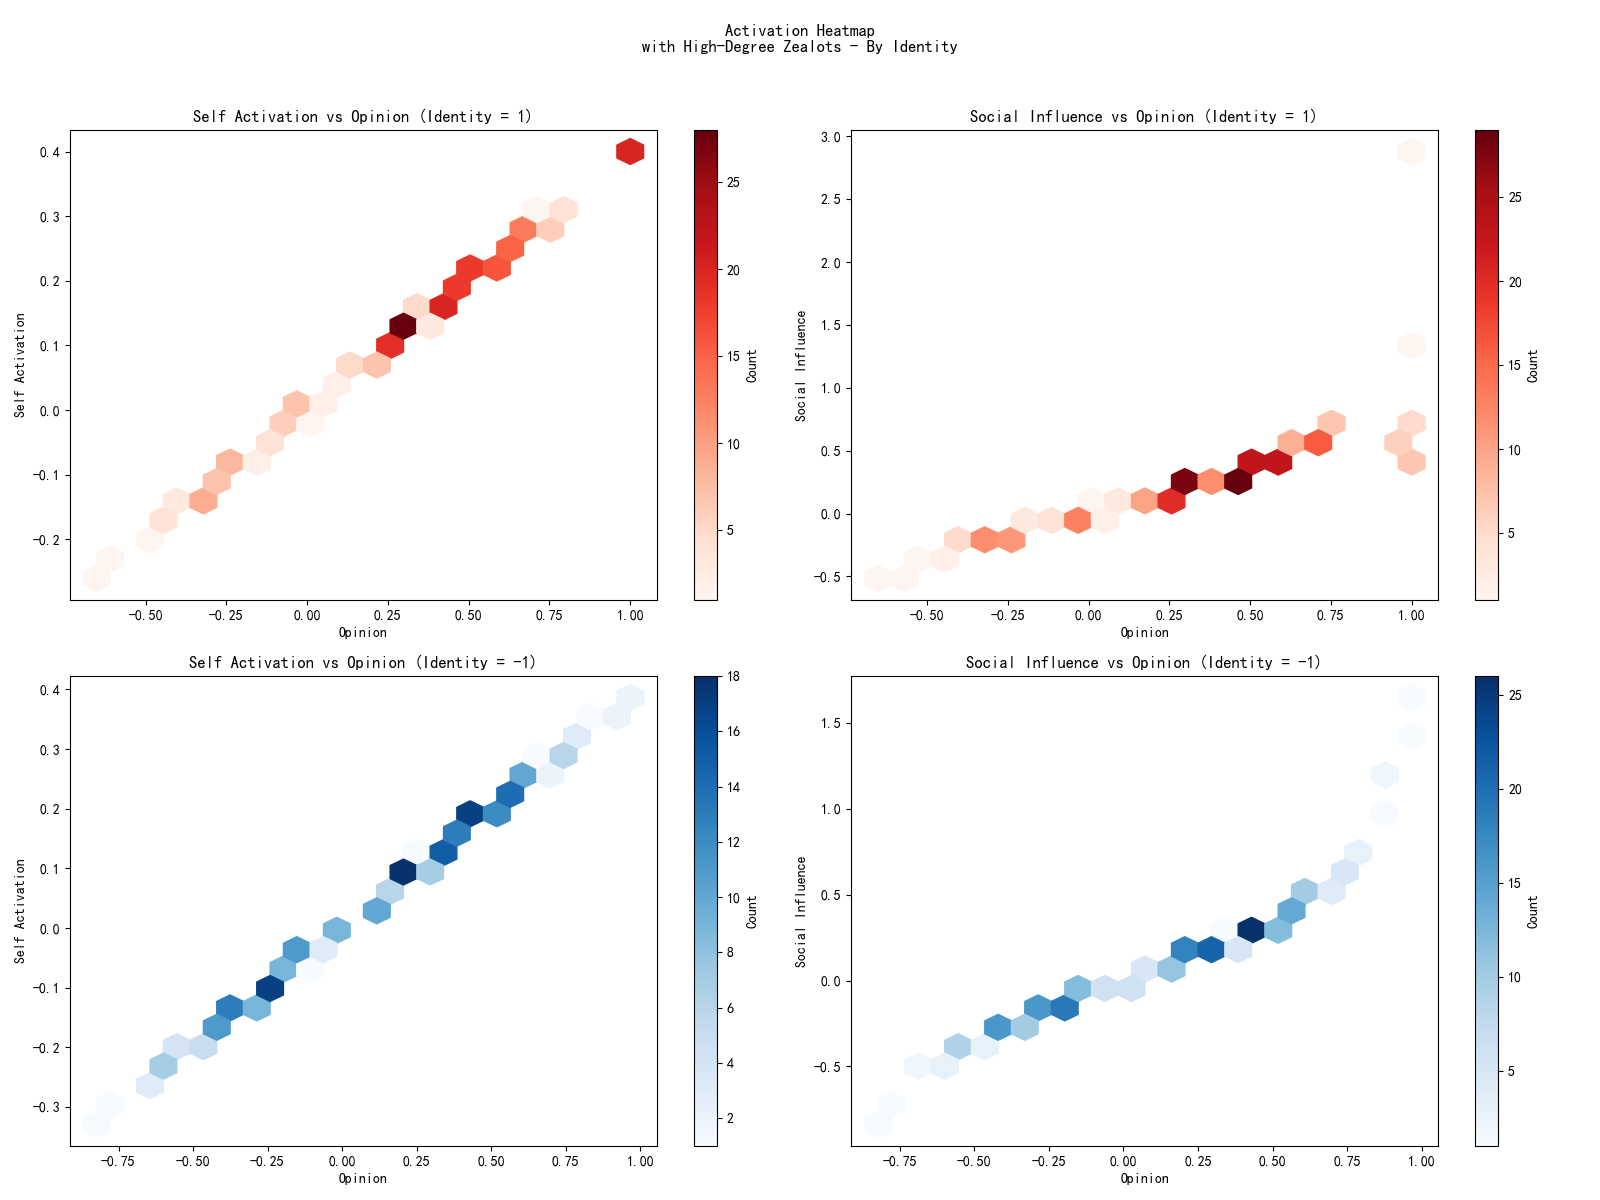 Activation Heatmap
with High-Degree Zealots - By Identity
Self Activation vs Opinion (Identity = 1)
Self Activation
0.4
0.3
0.2
0.1
0.0
-0.1
-0.2
-0.50 -0.25 0.00 0.25 0.50 0.75 1.00
Opinion
25
20
15
10
5
Count
Social Influence vs Opinion (Identity = 1)
Social Influence
3.0
2.5
2.0
1.5
1.0
0.5
0.0
-0.5
-0.50 -0.25 0.00 0.25 0.50 0.75 1.00
Opinion
25
20
15
10
5
Count
Self Activation vs Opinion (Identity = -1)
Self Activation
0.4
0.3
0.2
0.1
0.0
-0.1
-0.2
-0.3
-0.75 -0.50 -0.25 0.00 0.25 0.50 0.75 1.00
Opinion
18
16
14
12
10
8
6
4
2
Count
Social Influence vs Opinion (Identity = -1)
Social Influence
1.5
1.0
0.5
0.0
-0.5
-0.75 -0.50 -0.25 0.00 0.25 0.50 0.75 1.00
Opinion
25
20
15
10
5
Count